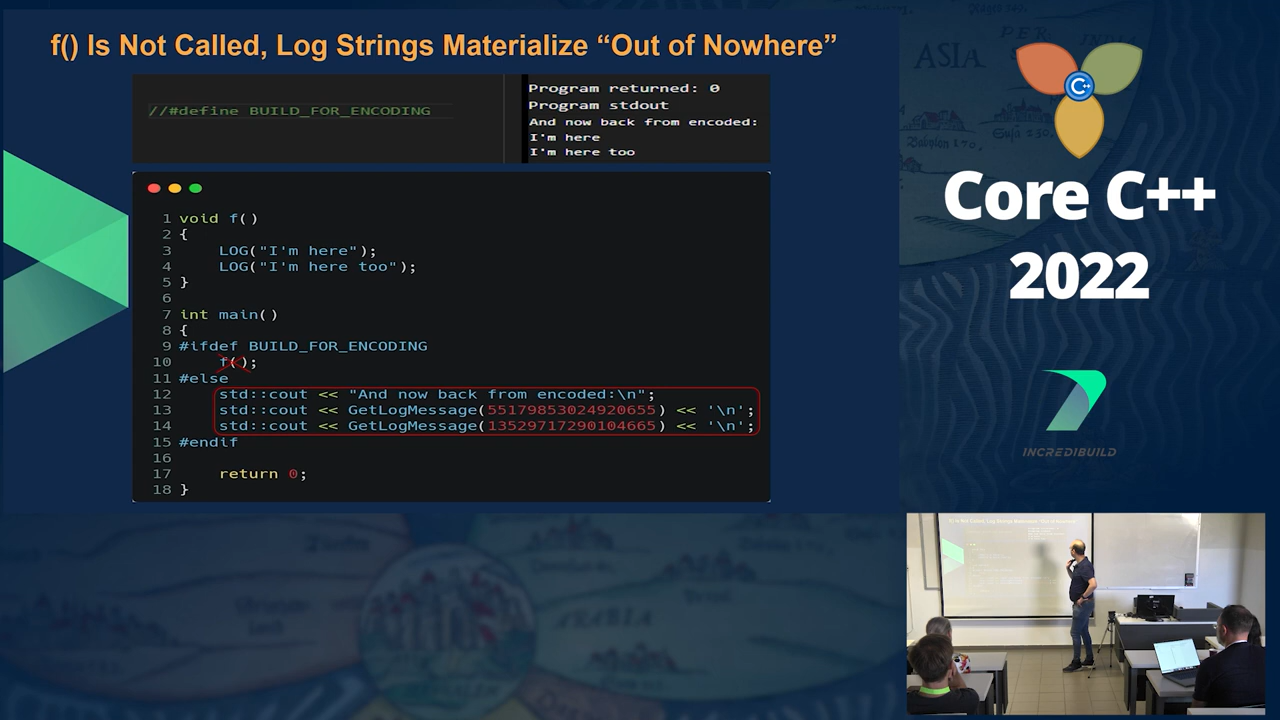 f() Is Not Called, Log Strings Materialize “Out of Nowhere”
//#define BUILD_FOR_ENCODING
Program returned: 0
Program stdout
And now back from encoded:
I'm here
I'm here too
1 void f()
2 {
3     LOG("I'm here");
4     LOG("I'm here too");
5 }
6
7 int main()
8 {
9 #ifdef BUILD_FOR_ENCODING
10     f();
11 #else
12     std::cout << "And now back from encoded:\n";
13     std::cout << GetLogMessage(55179853024920655) << '\n';
14     std::cout << GetLogMessage(13529717290104665) << '\n';
15 #endif
16
17     return 0;
18 }
ASIA
C++
Core C++
2022
INCREDIBUILD
ARABIA